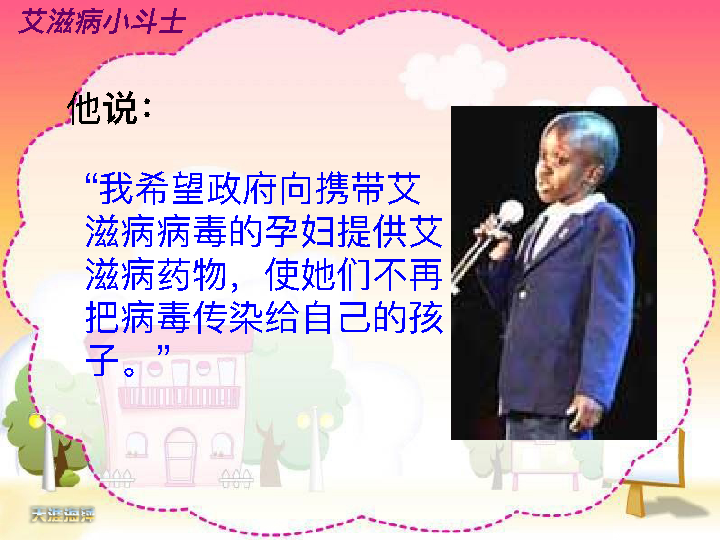 艾滋病小斗士
他说：
“我希望政府向携带艾
滋病病毒的孕妇提供艾
滋病药物，使她们不再
把病毒传染给自己的孩
子。”